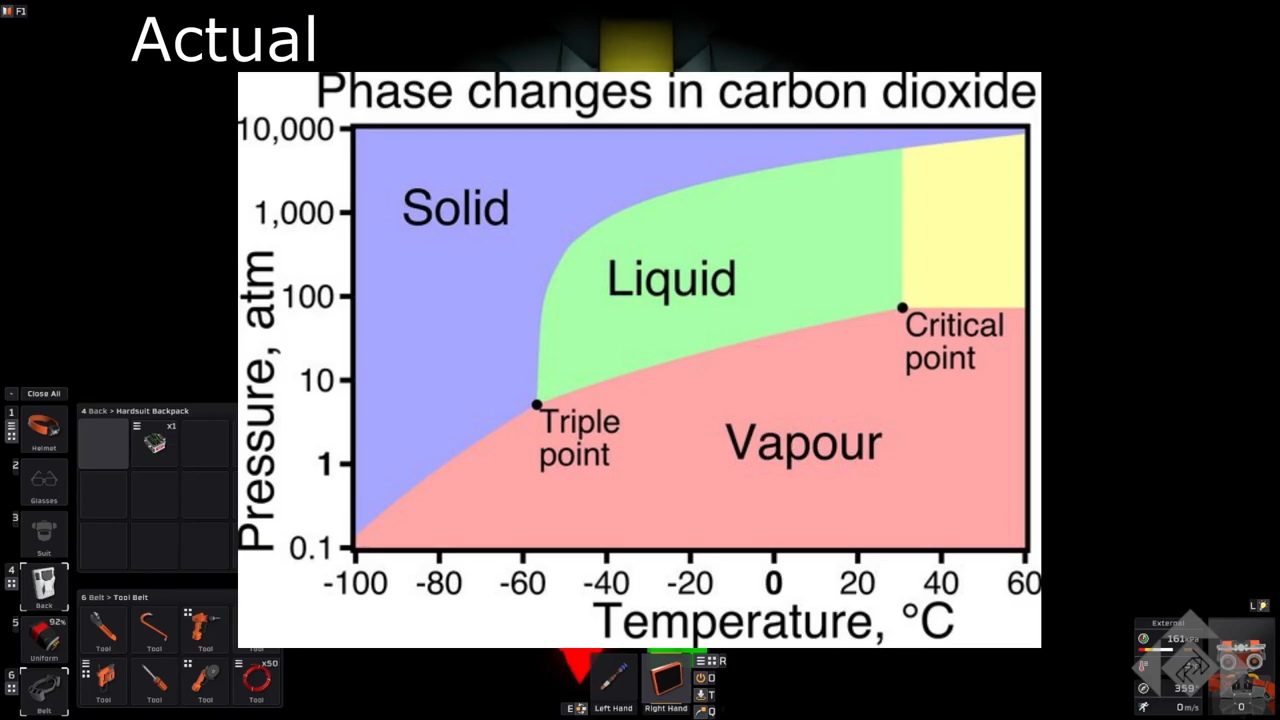 F1
Actual
Phase changes in carbon dioxide
10,000
1,000
100
10
1
0.1
Pressure, atm
Solid
Liquid
Critical
point
Triple
point
Vapour
-100 -80 -60 -40 -20 0 20 40 60
Temperature, °C
Close All
1
Helmet
2
Glasses
3
Suit
4
Back
5
92%
Uniform
6
Belt
4 Back > Hardsuit Backpack
x1
6 Belt > Tool Belt
Tool Tool Tool Tool
x50
Tool Tool Tool Tool
E
Left Hand
Right Hand
R
O
T
Q
L
External
161kPa
359°
0m/s
0